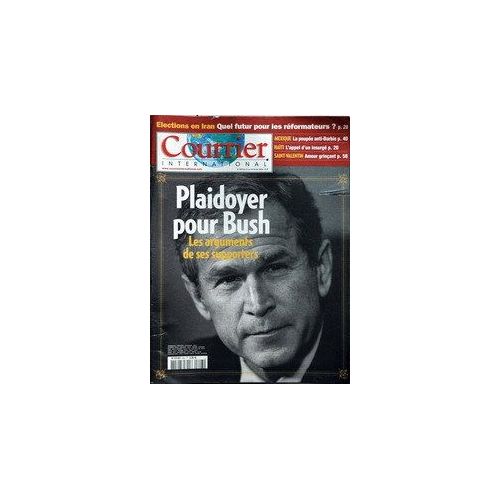 Elections en Iran Quel futur pour les réformateurs ? p. 28
MEXIQUE La poupée anti-Barbie p. 40
HAÏTI L'appel d'un insurgé p. 20
SAINT-VALENTIN Amour grinçant p. 58
Courrier
INTERNATIONAL
Plaidoyer
pour Bush
Les arguments
de ses supporters